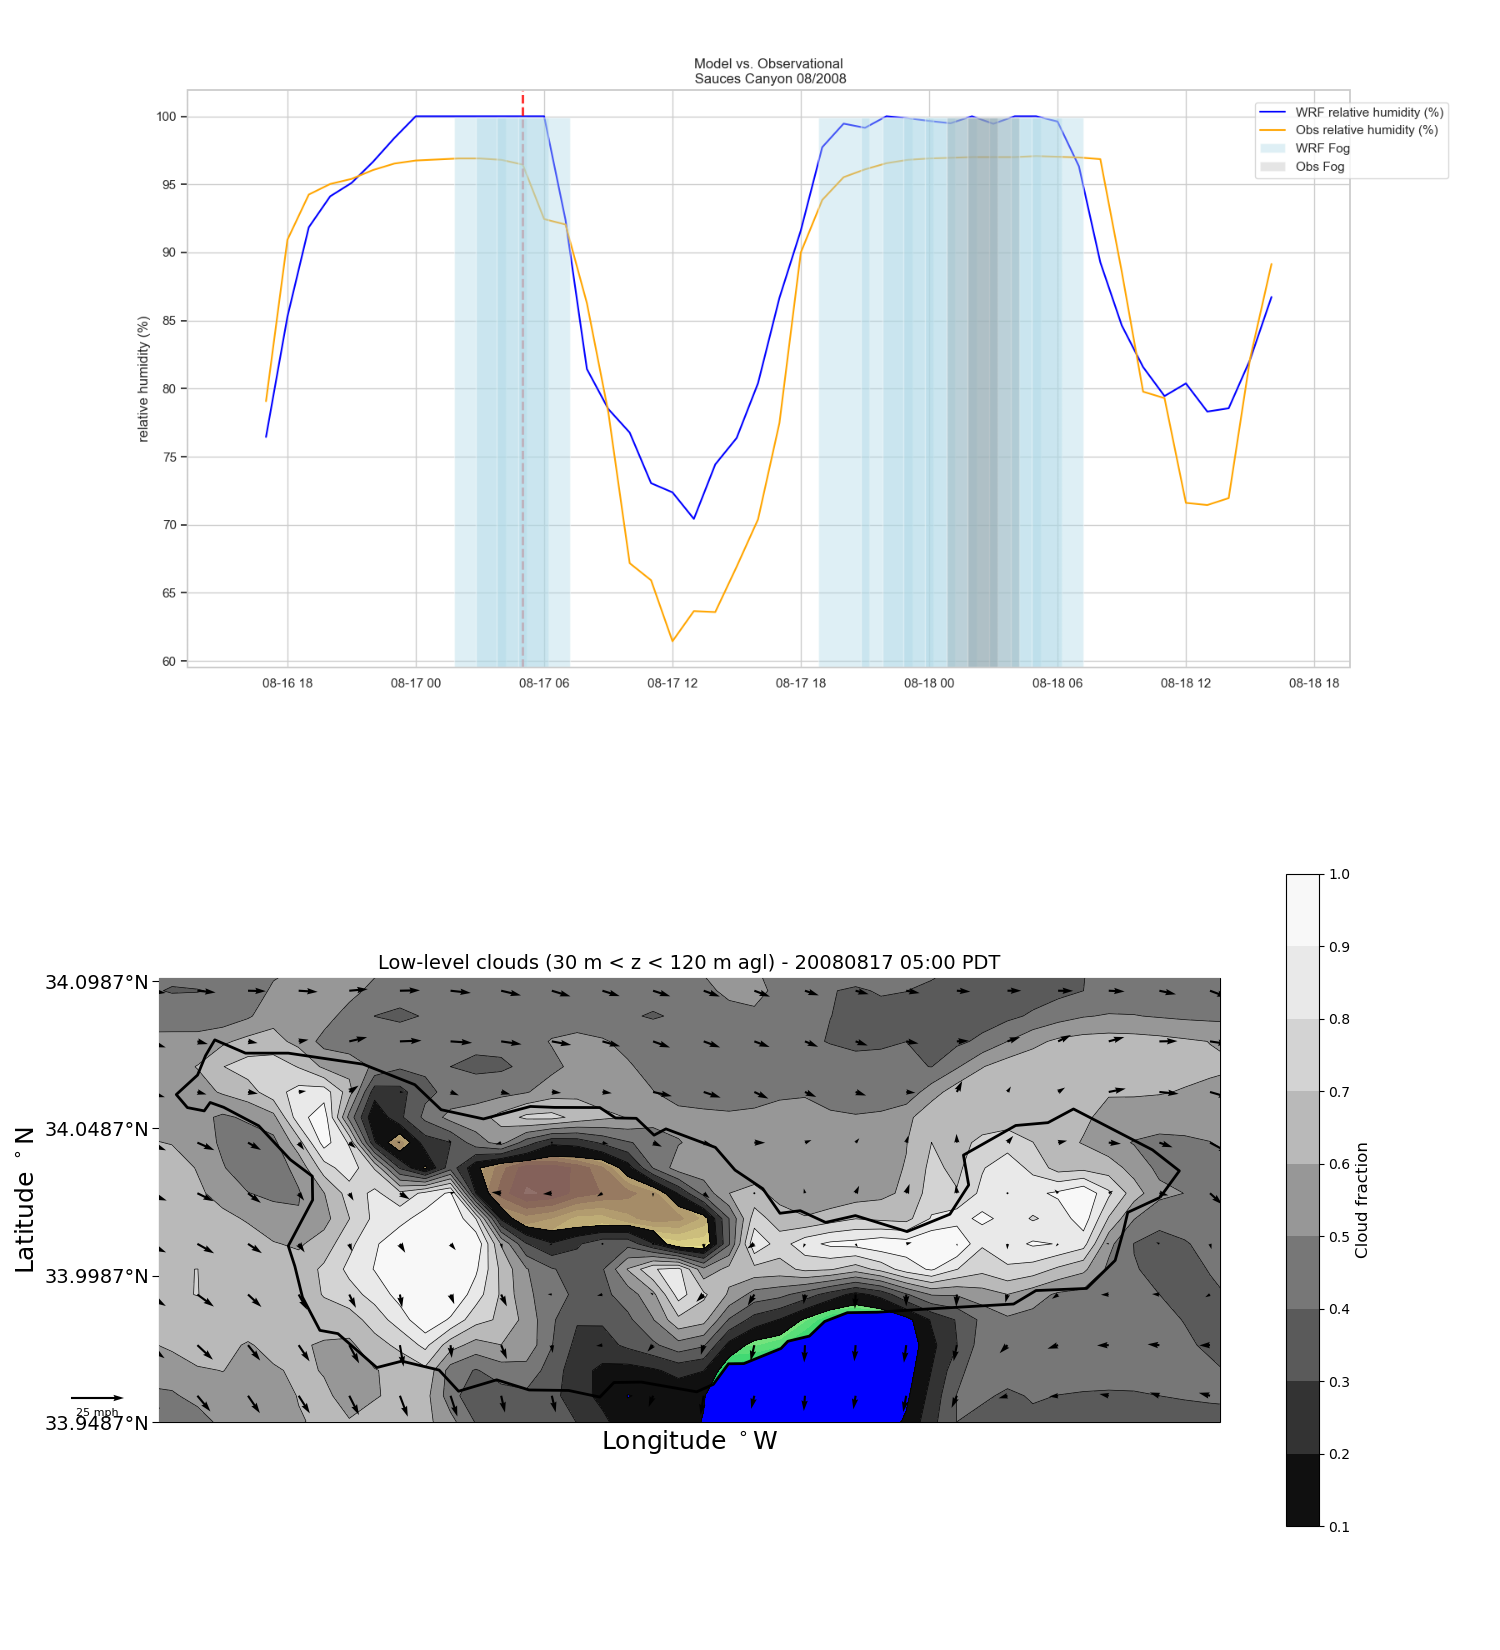 Model vs. Observational
Sauces Canyon 08/2008
100
95
90
85
80
75
70
65
60
relative humidity (%)
WRF relative humidity (%)
Obs relative humidity (%)
WRF Fog
Obs Fog
08-16 18
08-17 00
08-17 06
08-17 12
08-17 18
08-18 00
08-18 06
08-18 12
08-18 18
Low-level clouds (30 m < z < 120 m agl) - 20080817 05:00 PDT
34.0987°N
34.0487°N
33.9987°N
33.9487°N
Latitude °N
25 mph
Longitude °W
1.0
0.9
0.8
0.7
0.6
0.5
0.4
0.3
0.2
0.1
Cloud fraction